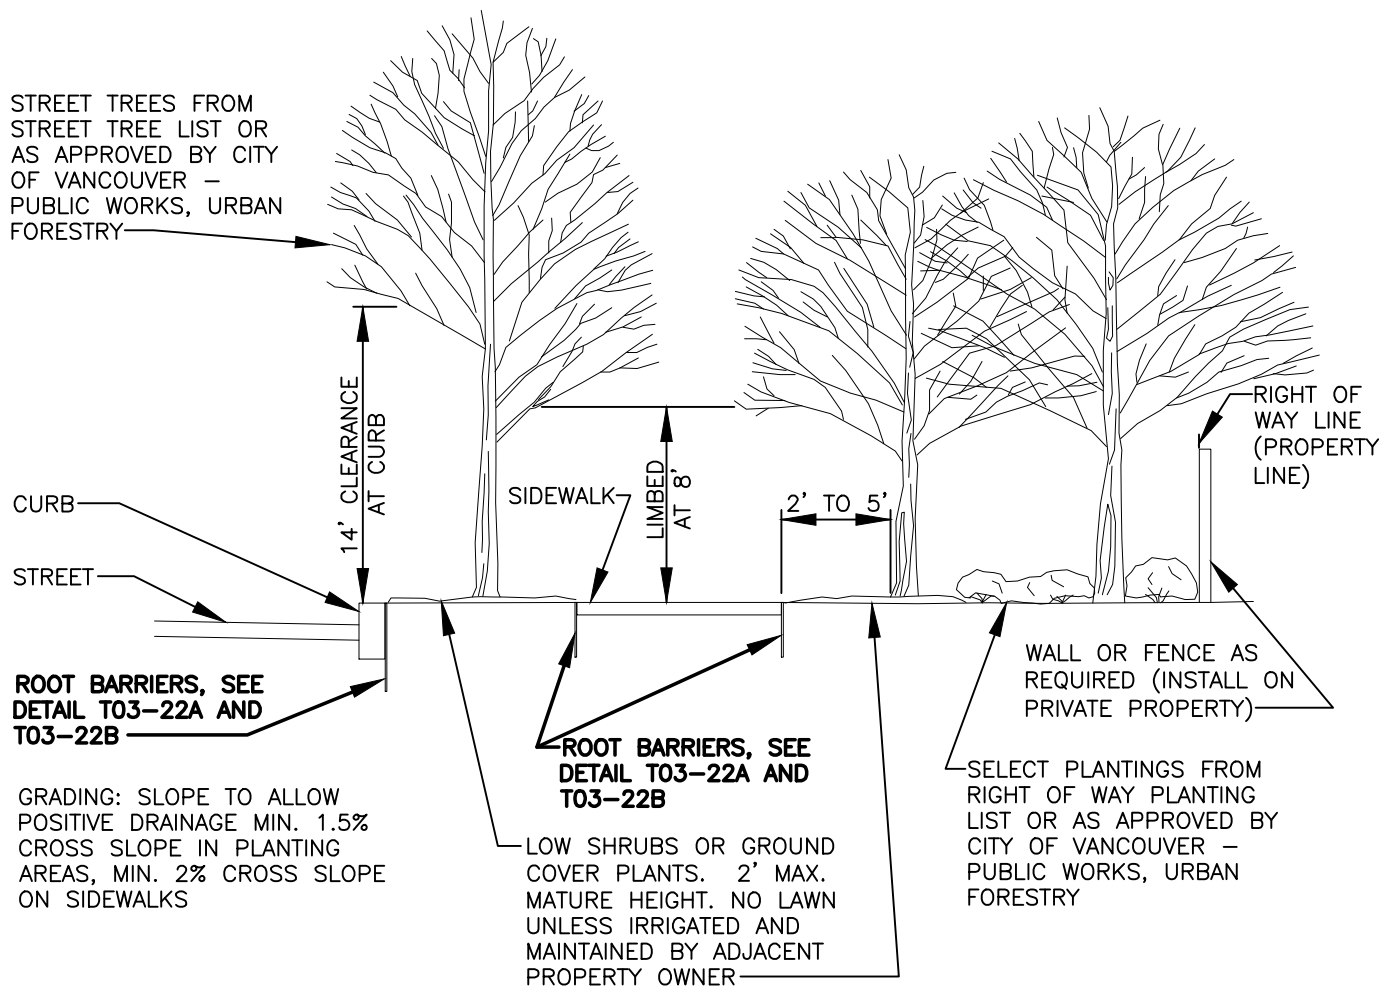 STREET TREES FROM
STREET TREE LIST OR
AS APPROVED BY CITY
OF VANCOUVER –
PUBLIC WORKS, URBAN
FORESTRY
14' CLEARANCE
AT CURB
LIMBED
AT 8'
SIDEWALK
2' TO 5'
RIGHT OF
WAY LINE
(PROPERTY
LINE)
CURB
STREET
ROOT BARRIERS, SEE
DETAIL T03-22A AND
T03-22B
WALL OR FENCE AS
REQUIRED (INSTALL ON
PRIVATE PROPERTY)
ROOT BARRIERS, SEE
DETAIL T03-22A AND
T03-22B
GRADING: SLOPE TO ALLOW
POSITIVE DRAINAGE MIN. 1.5%
CROSS SLOPE IN PLANTING
AREAS, MIN. 2% CROSS SLOPE
ON SIDEWALKS
SELECT PLANTINGS FROM
RIGHT OF WAY PLANTING
LIST OR AS APPROVED BY
CITY OF VANCOUVER –
PUBLIC WORKS, URBAN
FORESTRY
LOW SHRUBS OR GROUND
COVER PLANTS. 2' MAX.
MATURE HEIGHT. NO LAWN
UNLESS IRRIGATED AND
MAINTAINED BY ADJACENT
PROPERTY OWNER